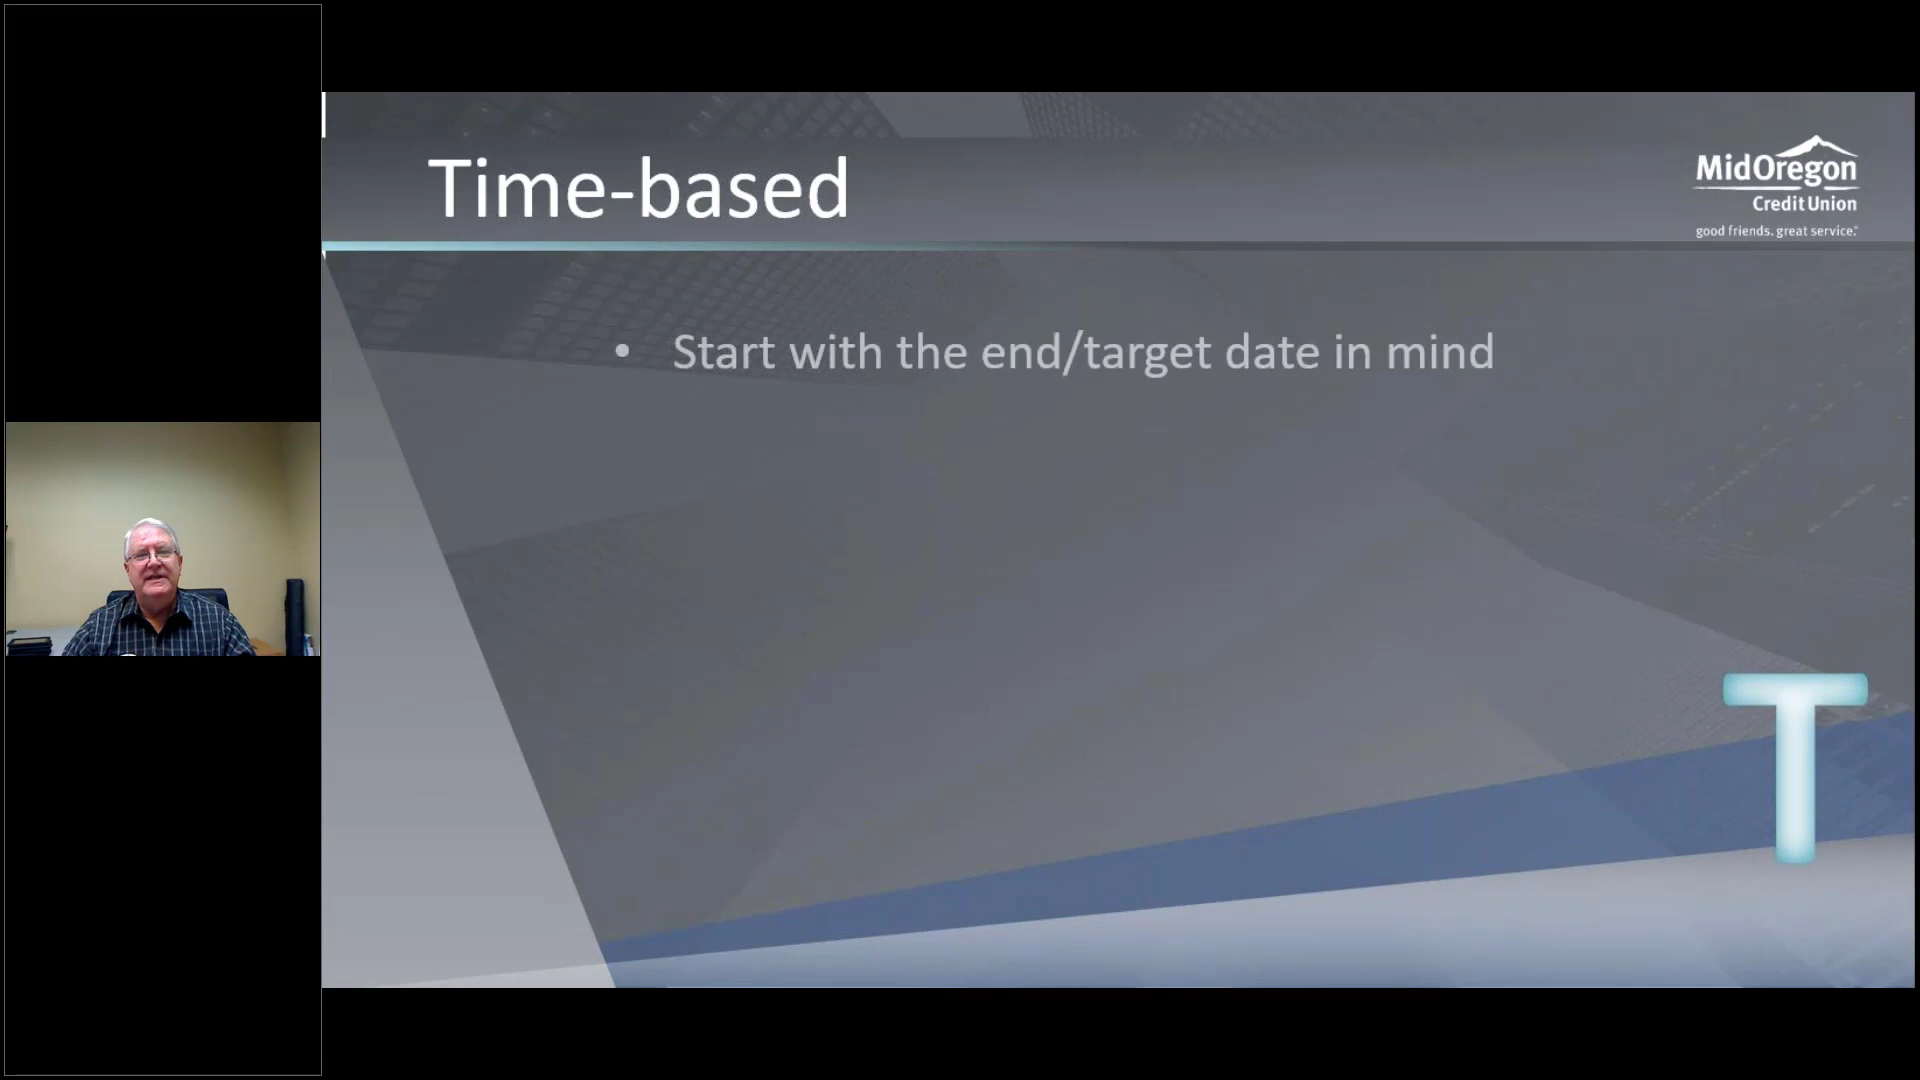 Time-based
MidOregon
Credit Union
good friends. great service.
• Start with the end/target date in mind
T